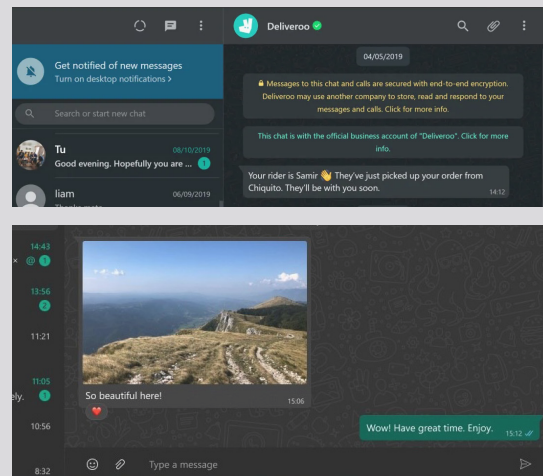 Deliveroo
Get notified of new messages
Turn on desktop notifications >
Search or start new chat
Tu
08/10/2019
Good evening. Hopefully you are ...
1
liam
06/09/2019
Thanks mate
04/05/2019
Messages to this chat and calls are secured with end-to-end encryption.
Deliveroo may use another company to store, read and respond to your
messages and calls. Click for more info.
This chat is with the official business account of "Deliveroo". Click for more
info.
Your rider is Samir 👋 They've just picked up your order from
Chiquito. They'll be with you soon.
14:12
14:43
@ 1
13:56
2
11:21
11:05
ely.
1
10:56
8:32
So beautiful here!
15:06
Wow! Have great time. Enjoy.
15:12
Type a message